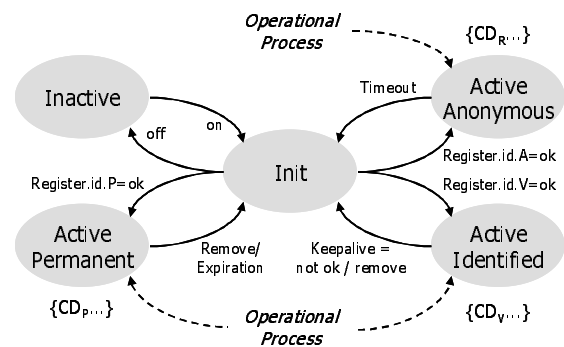 Operational
Process
{CDR...}
Inactive
on
off
Timeout
Active
Anonymous
Init
Register.id.A=ok
Register.id.P=ok
Register.id.V=ok
Active
Permanent
Remove/
Expiration
Keepalive =
not ok / remove
Active
Identified
{CDP...}
Operational
Process
{CDV...}